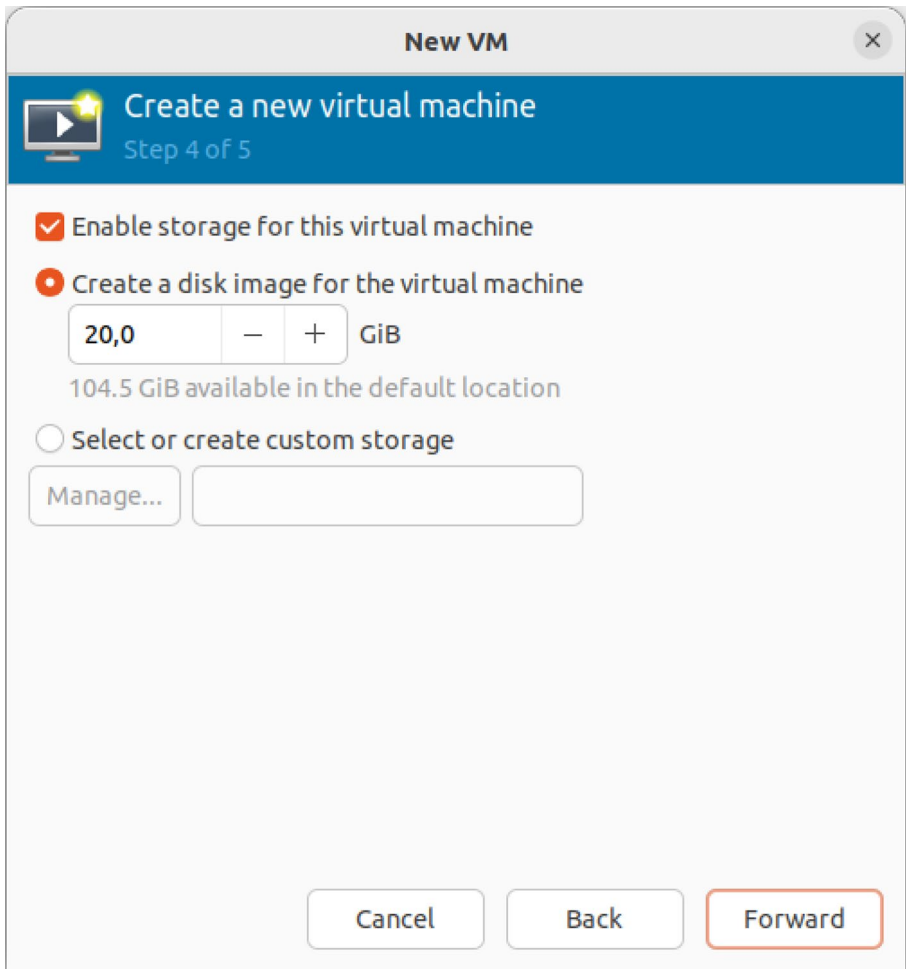 New VM
Create a new virtual machine
Step 4 of 5
Enable storage for this virtual machine
Create a disk image for the virtual machine
20,0 − + GiB
104.5 GiB available in the default location
Select or create custom storage
Manage...
Cancel Back Forward